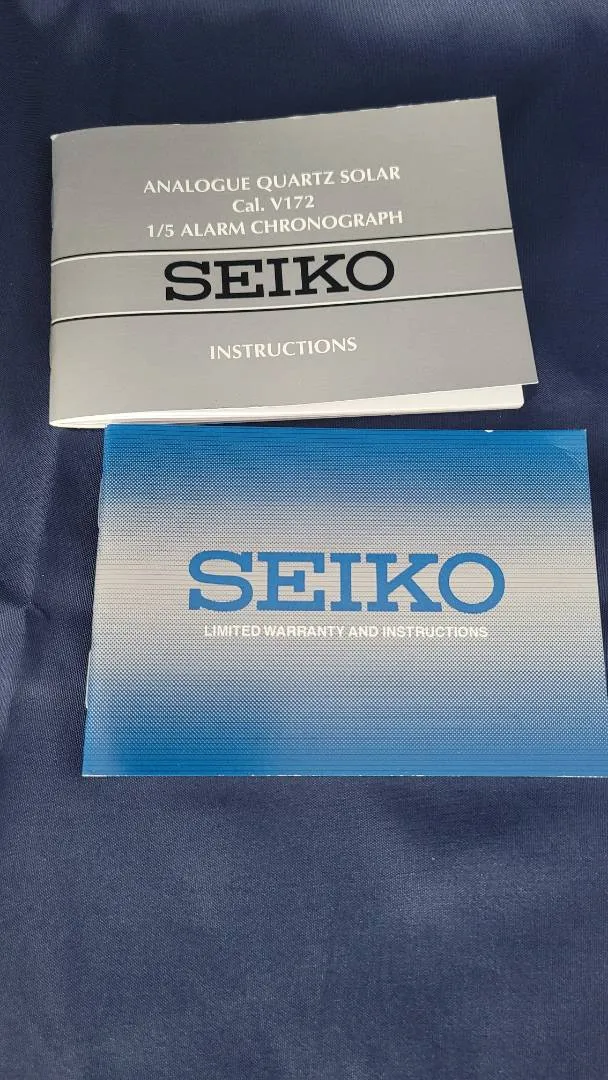 ANALOGUE QUARTZ SOLAR
Cal. V172
1/5 ALARM CHRONOGRAPH
SEIKO
INSTRUCTIONS
SEIKO
LIMITED WARRANTY AND INSTRUCTIONS